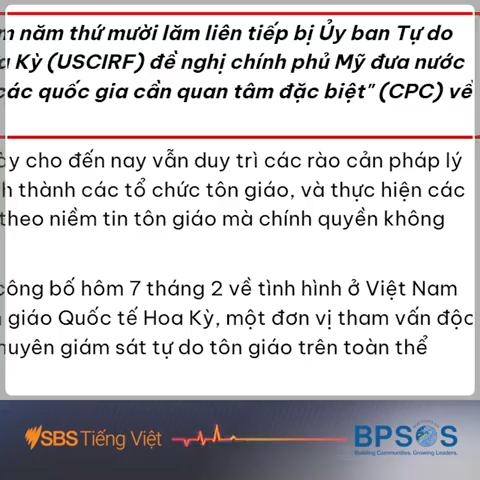 năm thứ mười lăm liên tiếp bị Ủy ban Tự do
Kỳ (USCIRF) đề nghị chính phủ Mỹ đưa nước
các quốc gia cần quan tâm đặc biệt" (CPC) về
cho đến nay vẫn duy trì các rào cản pháp lý
thành các tổ chức tôn giáo, và thực hiện các
theo niềm tin tôn giáo mà chính quyền không
công bố hôm 7 tháng 2 về tình hình ở Việt Nam
giáo Quốc tế Hoa Kỳ, một đơn vị tham vấn độc
giám sát tự do tôn giáo trên toàn thể
SBS Tiếng Việt
BPSOS
Building Communities. Growing Leaders.